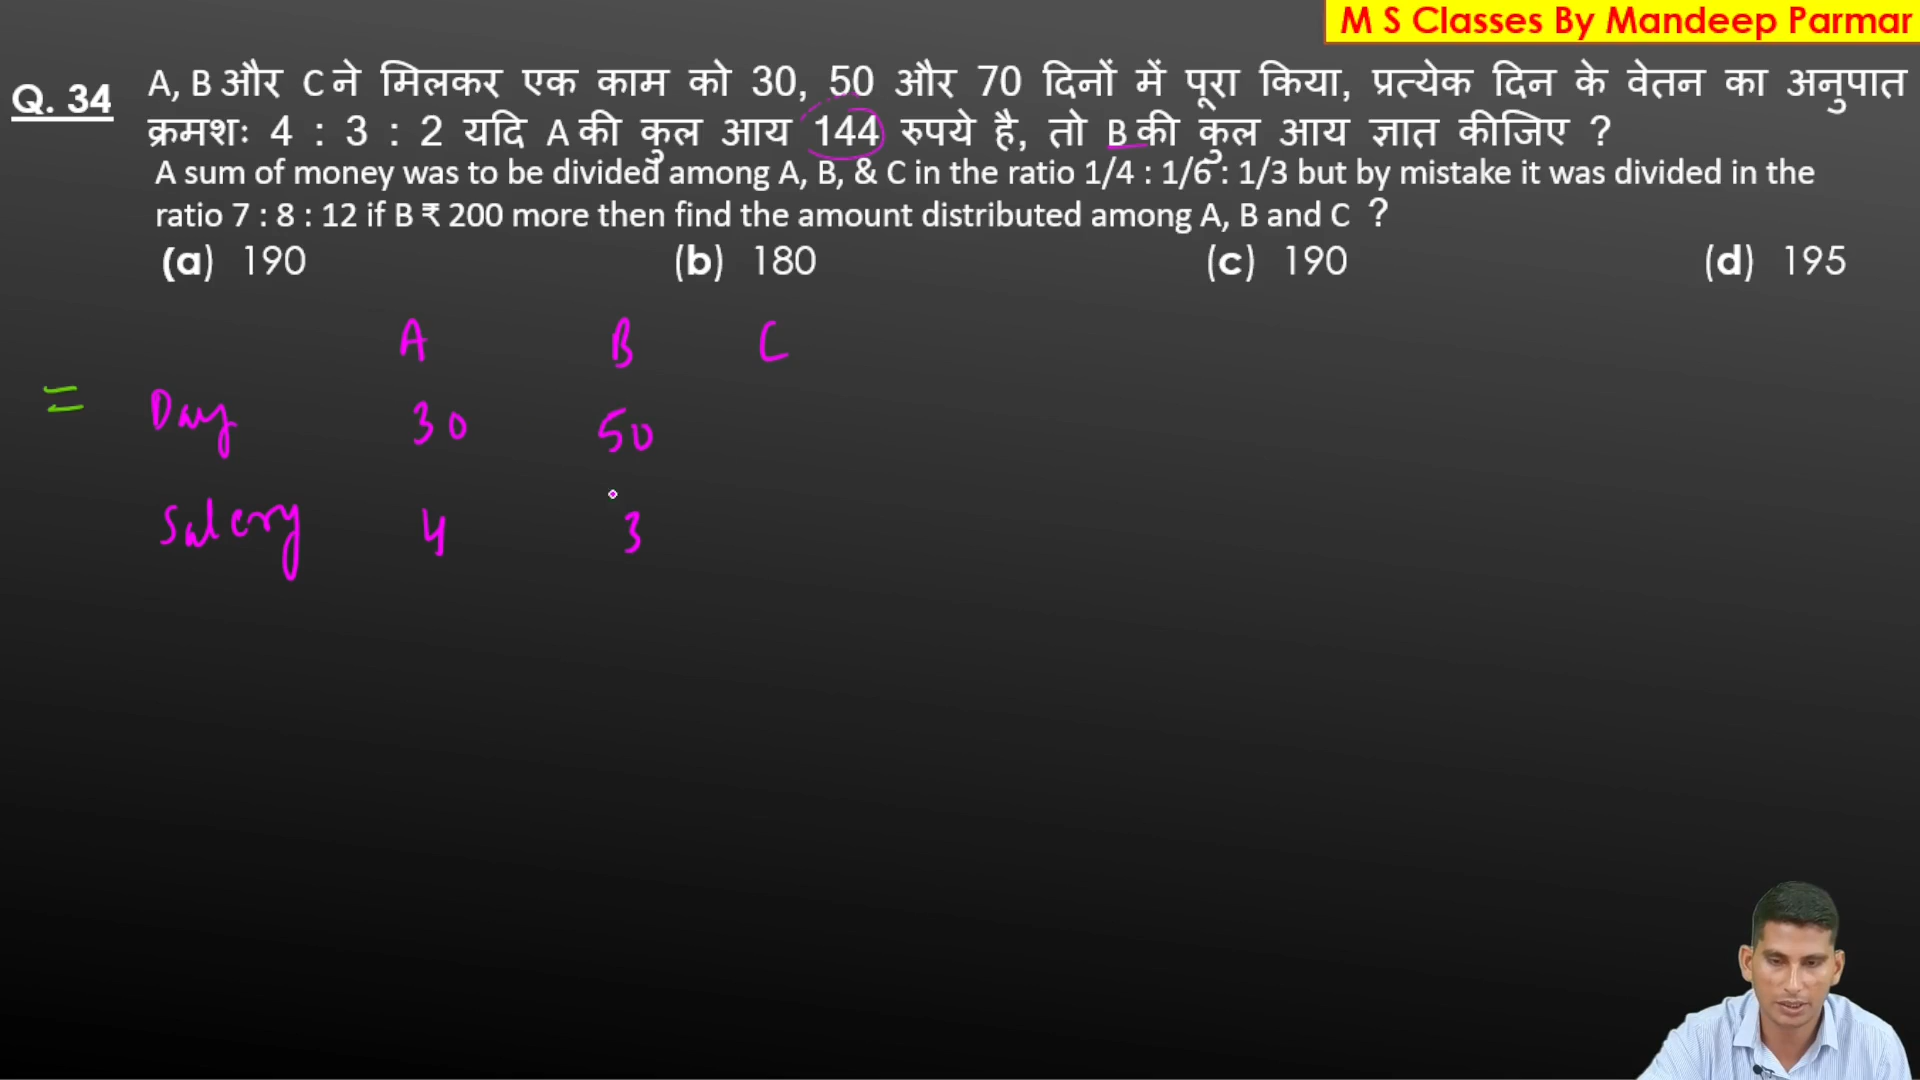 M S Classes By Mandeep Parmar
Q. 34 A, B और C ने मिलकर एक काम को 30, 50 और 70 दिनों में पूरा किया, प्रत्येक दिन के वेतन का अनुपात
क्रमशः 4 : 3 : 2 यदि A की कुल आय 144 रुपये है, तो B की कुल आय ज्ञात कीजिए ?
A sum of money was to be divided among A, B, & C in the ratio 1/4 : 1/6 : 1/3 but by mistake it was divided in the
ratio 7 : 8 : 12 if B ₹ 200 more then find the amount distributed among A, B and C ?
(a) 190 (b) 180 (c) 190 (d) 195
A B C
= Day 30 50
Salery 4 3